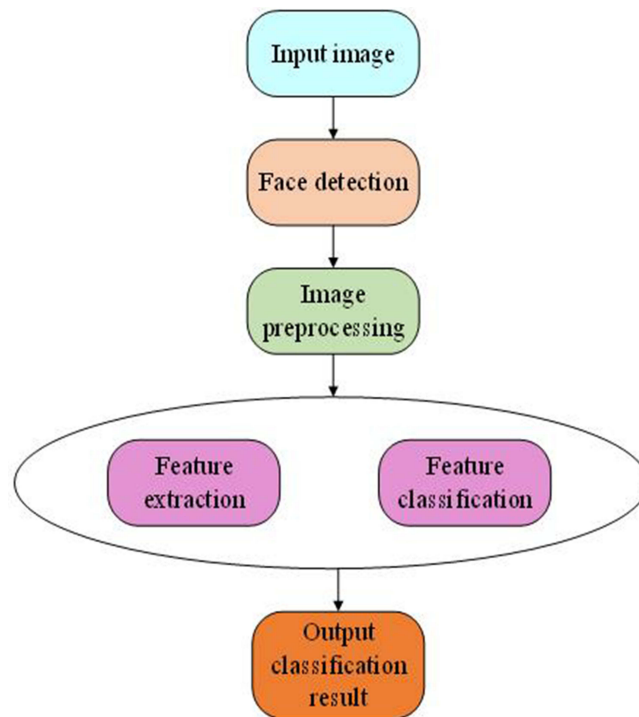 Input image
Face detection
Image
preprocessing
Feature
extraction
Feature
classification
Output
classification
result